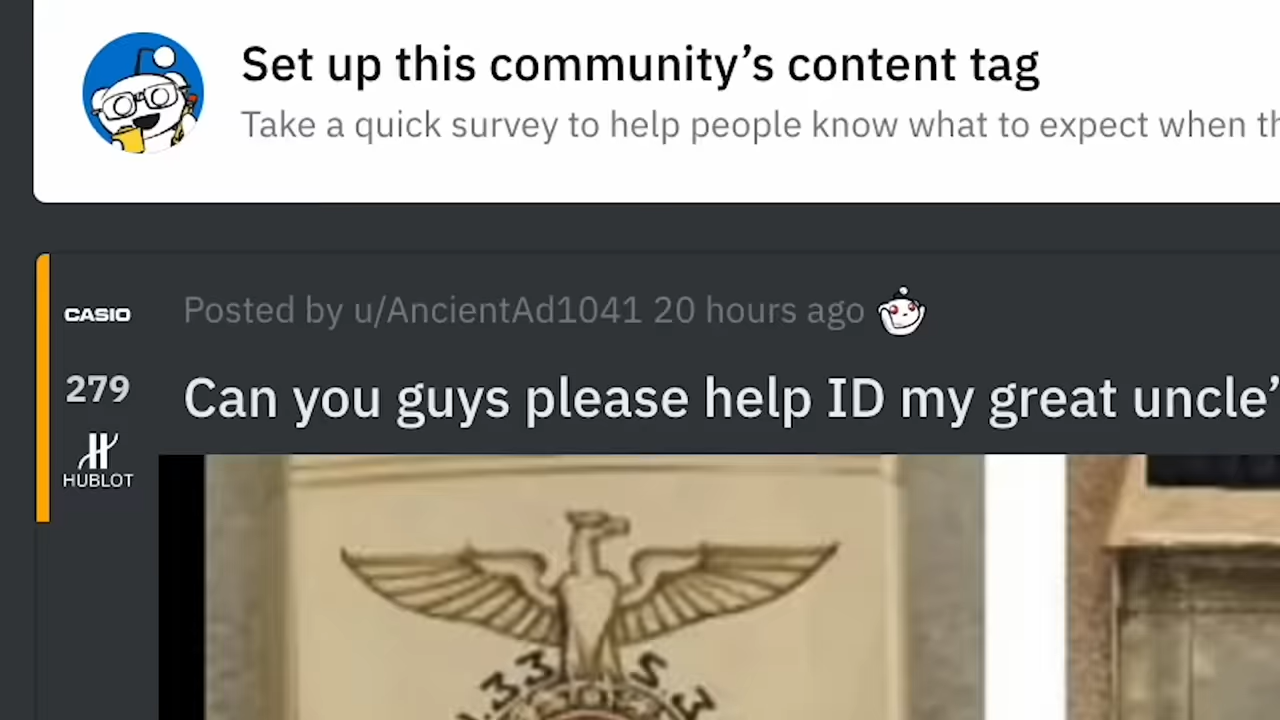 Set up this community’s content tag
Take a quick survey to help people know what to expect when th
CASIO
Posted by u/AncientAd1041 20 hours ago
279
Can you guys please help ID my great uncle’
HUBLOT